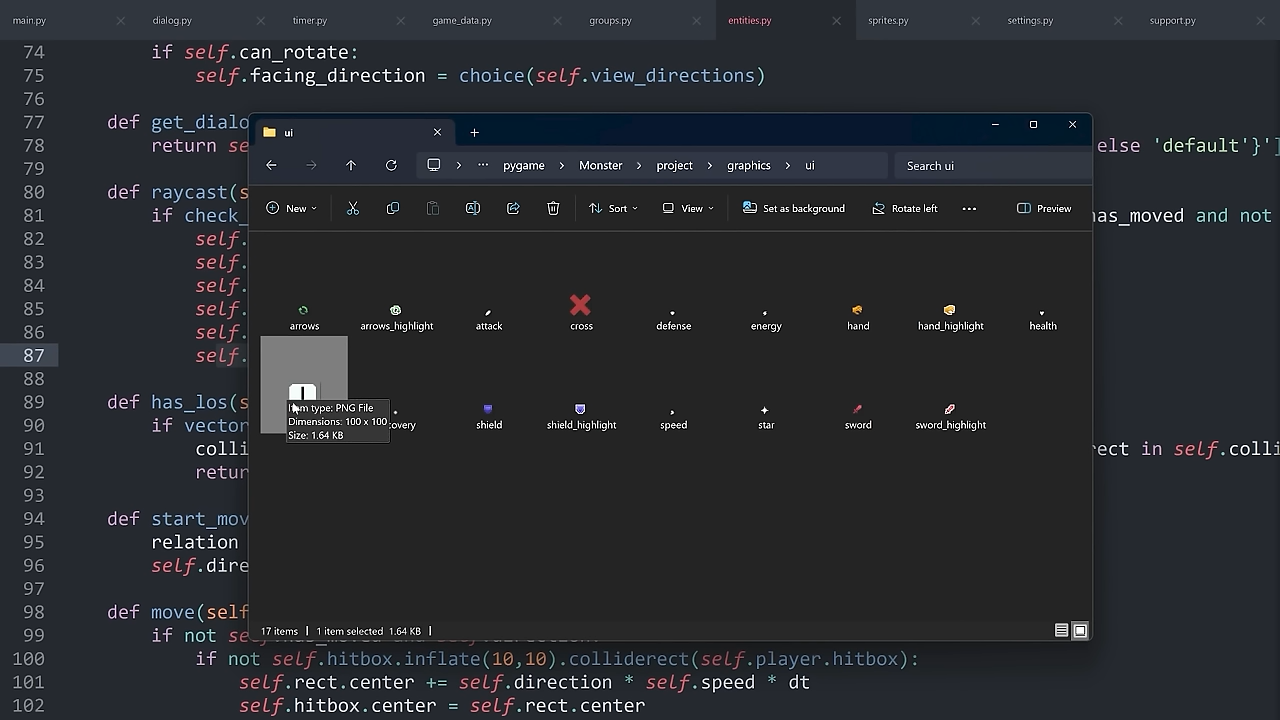 main.py dialog.py timer.py game_data.py groups.py entities.py sprites.py settings.py support.py
74 if self.can_rotate:
75 self.facing_direction = choice(self.view_directions)
76
77 def get_dialo
78 return se else 'default'}']
79
80 def raycast(s
81 if check_ has_moved and not
82 self.
83 self.
84 self.
85 self.
86 self.
87 self.
88
89 def has_los(s
90 if vector
91 colli rect in self.colli
92 retur
93
94 def start_mov
95 relation
96 self.dire
97
98 def move(self
99 if not se
100 if not self.hitbox.inflate(10,10).colliderect(self.player.hitbox):
101 self.rect.center += self.direction * self.speed * dt
102 self.hitbox.center = self.rect.center
ui
pygame > Monster > project > graphics > ui Search ui
New Sort View Set as background Rotate left Preview
arrows arrows_highlight attack cross defense energy hand hand_highlight health
overy shield shield_highlight speed star sword sword_highlight
Item type: PNG File
Dimensions: 100 x 100
Size: 1.64 KB
17 items 1 item selected 1.64 KB